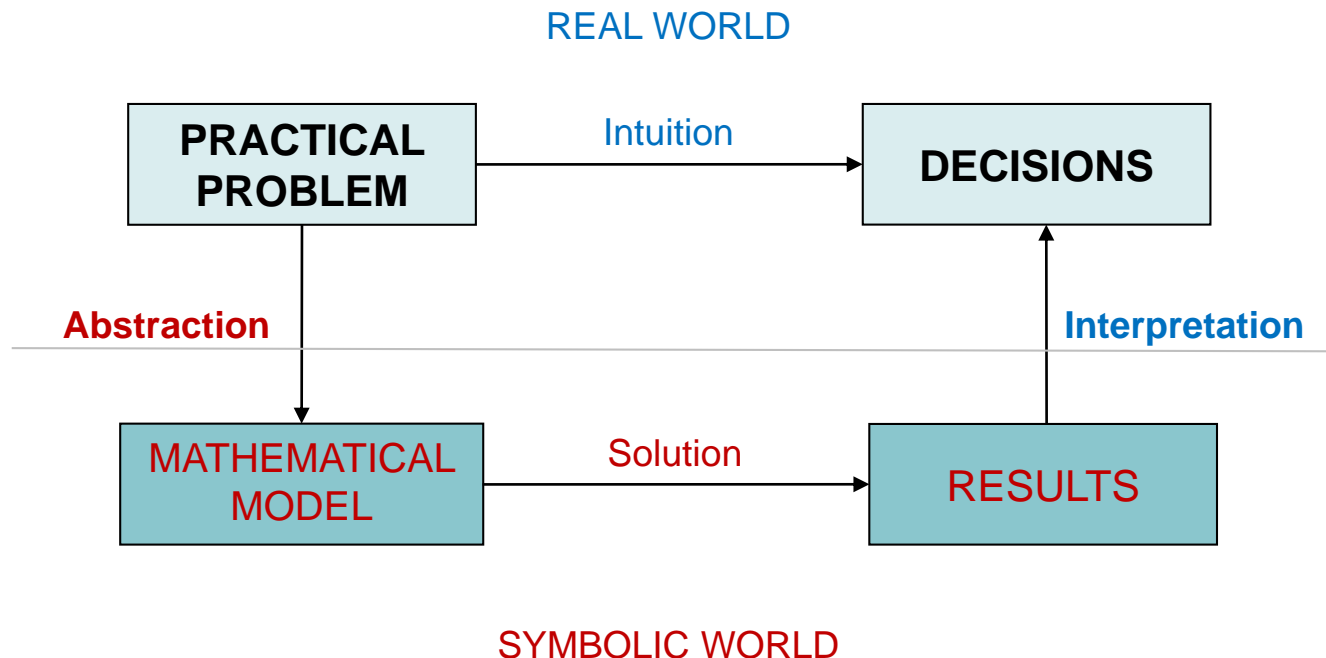 REAL WORLD
PRACTICAL
PROBLEM
Intuition
DECISIONS
Abstraction
Interpretation
MATHEMATICAL
MODEL
Solution
RESULTS
SYMBOLIC WORLD